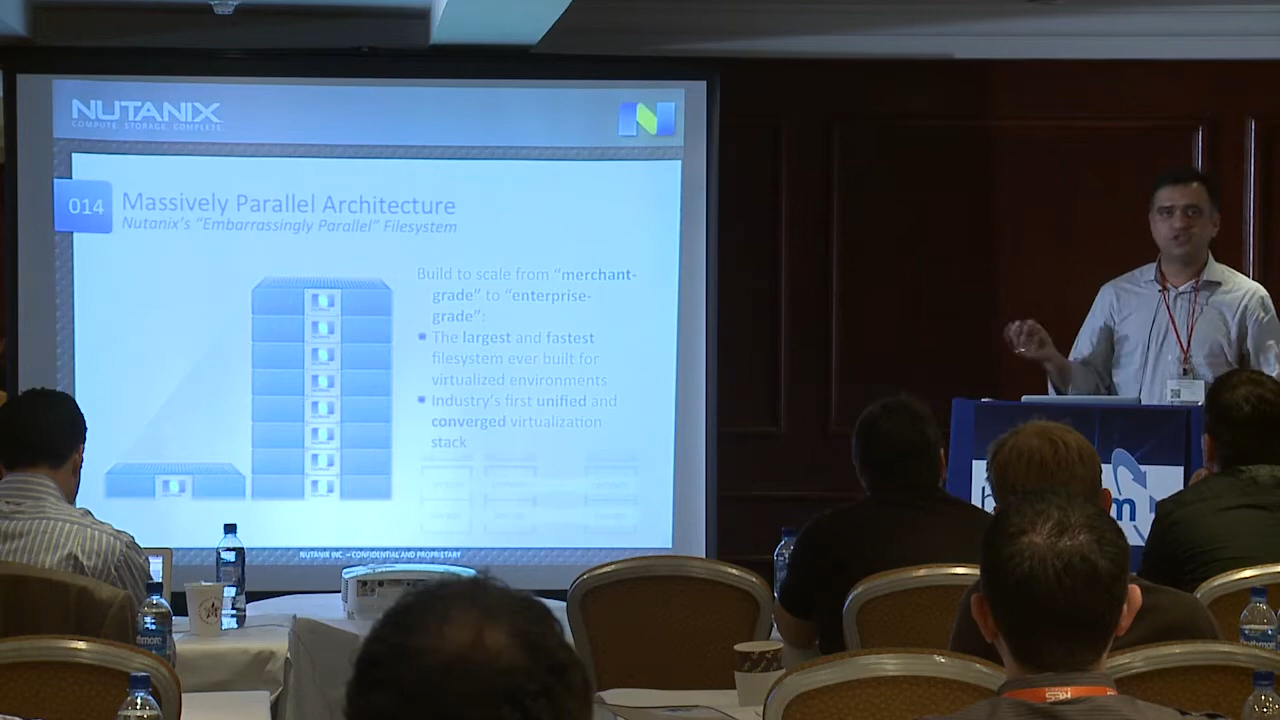 NUTANIX
COMPUTE. STORAGE. COMPLETE.
014
Massively Parallel Architecture
Nutanix's “Embarrassingly Parallel” Filesystem
Build to scale from “merchant-
grade” to “enterprise-
grade”:
The largest and fastest
filesystem ever built for
virtualized environments
Industry's first unified and
converged virtualization
stack
NUTANIX INC. – CONFIDENTIAL AND PROPRIETARY